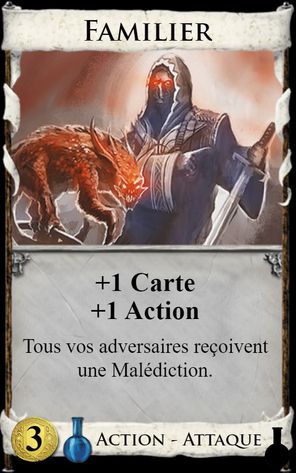 FAMILIER
+1 Carte
+1 Action
Tous vos adversaires reçoivent
une Malédiction.
3 ACTION - ATTAQUE